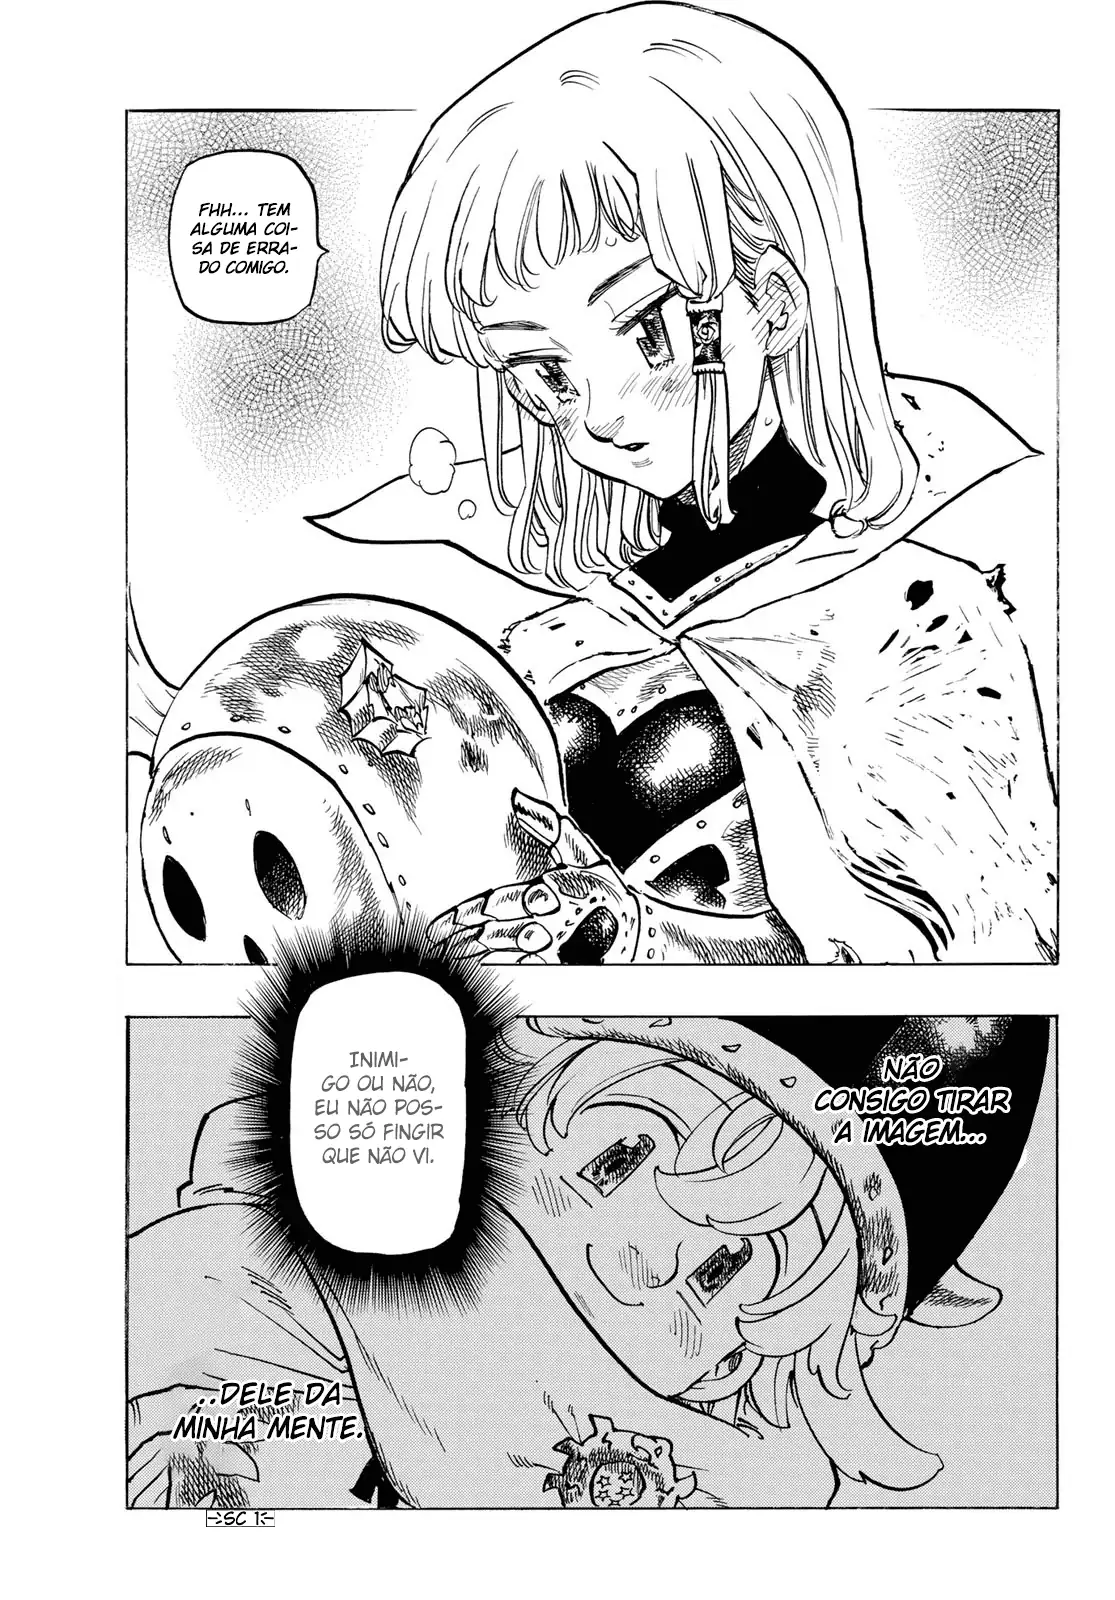 FHH... TEM
ALGUMA COI-
SA DE ERRA-
DO COMIGO.
NÃO
CONSIGO TIRAR
A IMAGEM...
INIMI-
GO OU NÃO,
EU NÃO POS-
SO SÓ FINGIR
QUE NÃO VI.
..DELE DA
MINHA MENTE.
SC 1